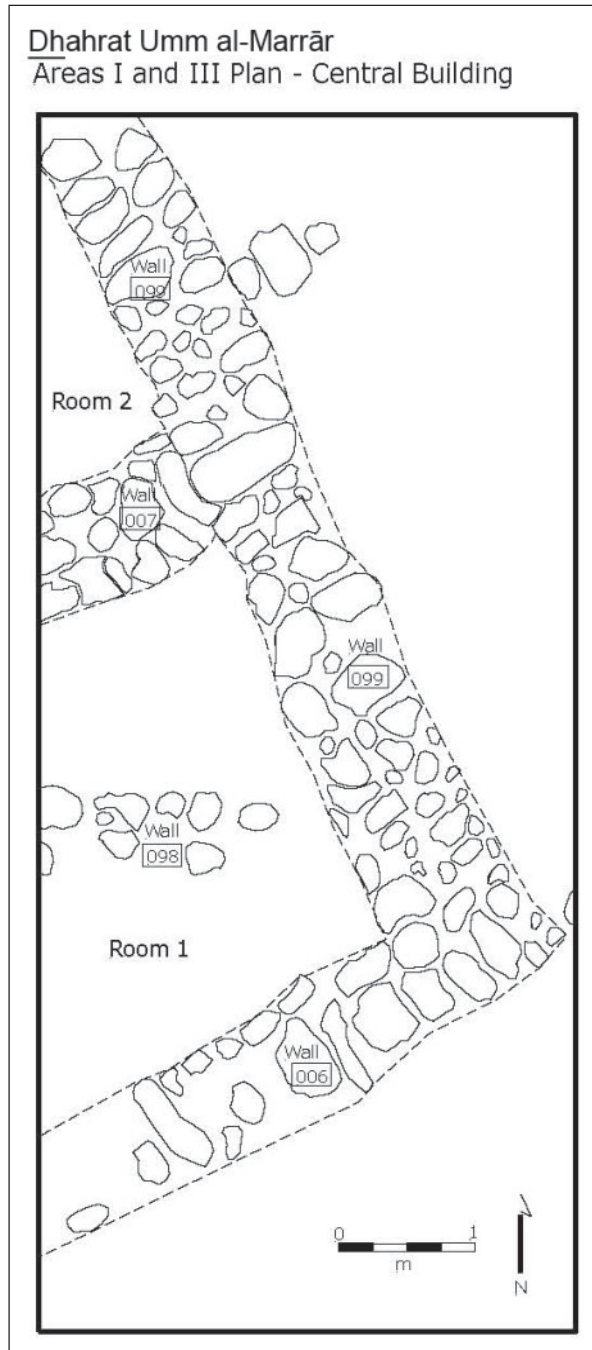 Dhahrat Umm al-Marrār
Areas I and III Plan - Central Building
Wall
099
Room 2
Wall
007
Wall
099
Wall
098
Room 1
Wall
006
0 1
m
N